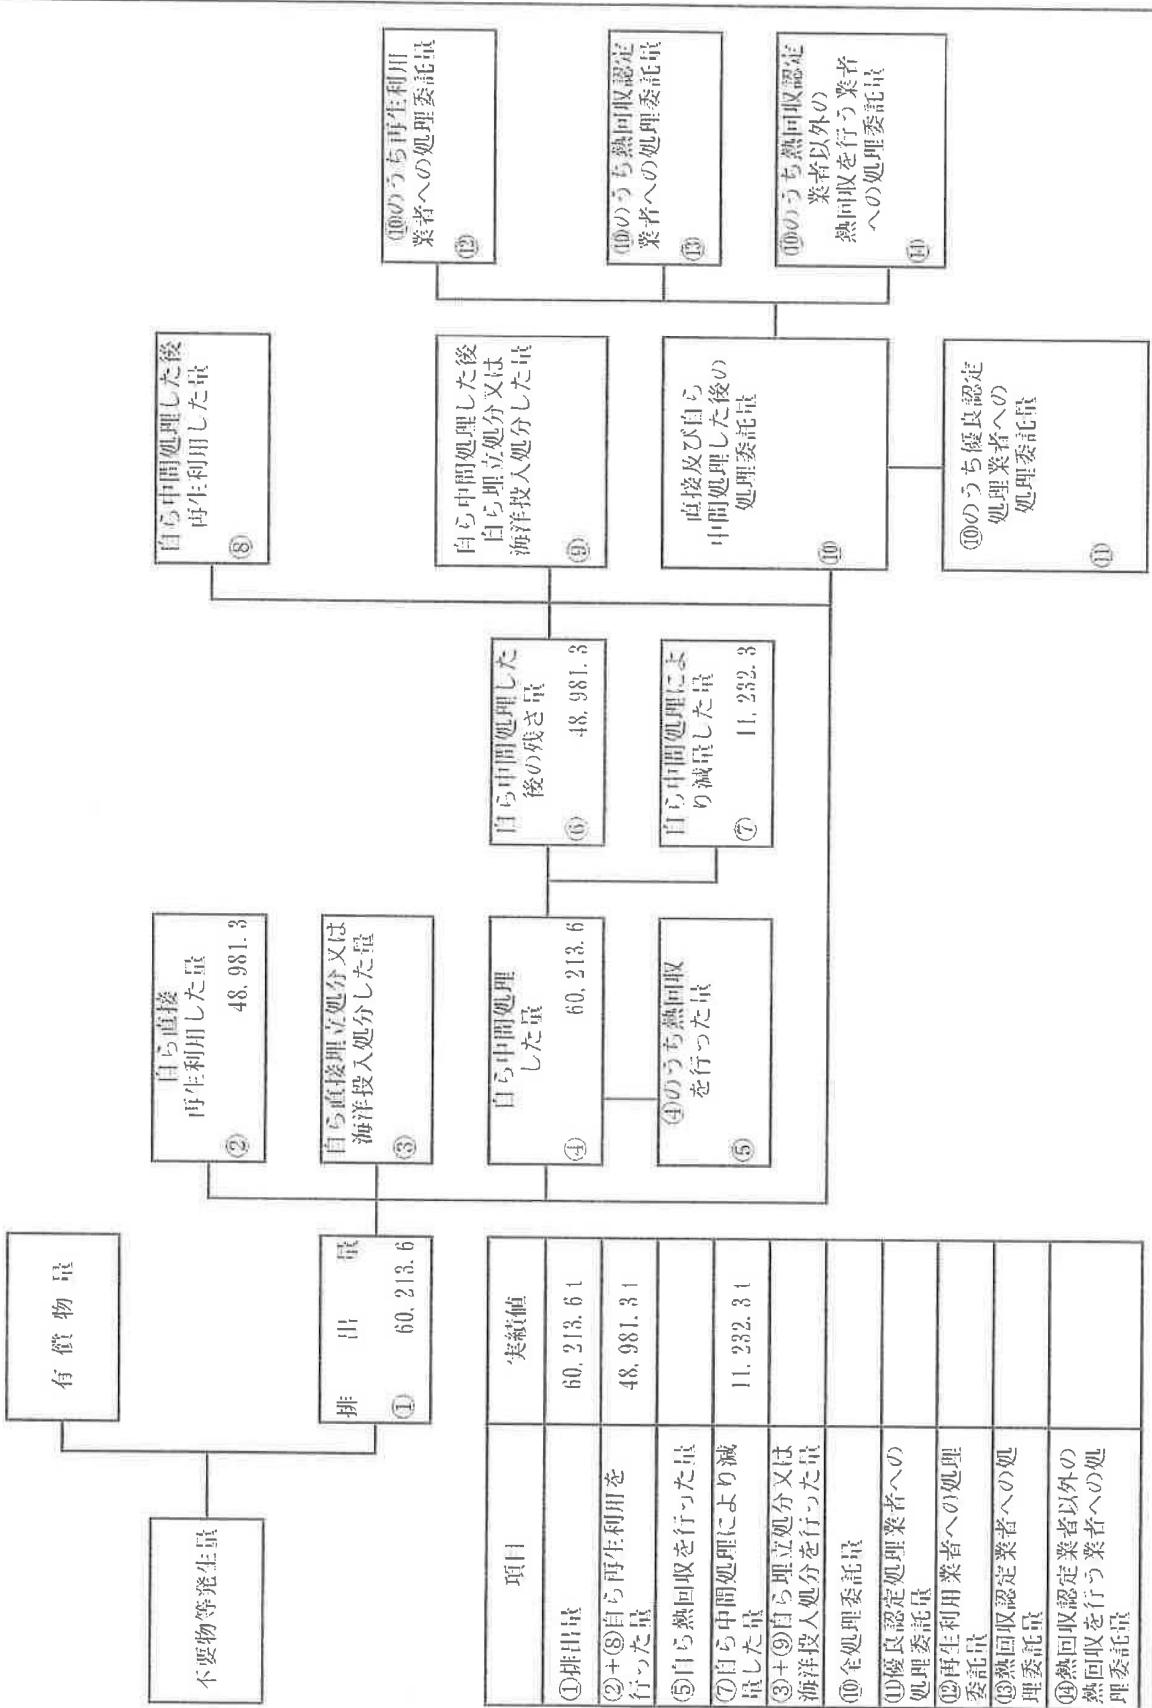 不要物等発生量
有償物量
排出量
① 60,213.6
自ら直接
再生利用した量
② 48,981.3
自ら直接埋立処分又は
海洋投入処分した量
③
自ら中間処理
した量
④ 60,213.6
④のうち熱回収
を行った量
⑤
自ら中間処理した
後の残さ量
⑥ 48,981.3
自ら中間処理によ
り減量した量
⑦ 11,232.3
自ら中間処理した後
再生利用した量
⑧
自ら中間処理した後
自ら埋立処分又は
海洋投入処分した量
⑨
直接及び自ら
中間処理した後の
処理委託量
⑩
⑩のうち優良認定
処理業者への
処理委託量
⑪
⑩のうち再生利用
業者への処理委託量
⑫
⑩のうち熱回収認定
業者への処理委託量
⑬
⑩のうち熱回収認定
業者以外の
熱回収を行う業者
への処理委託量
⑭
項目 実績値
①排出量 60,213.6t
②+⑧自ら再生利用を
行った量 48,981.3t
⑤自ら熱回収を行った量
⑦自ら中間処理により減
量した量 11,232.3t
③+⑨自ら埋立処分又は
海洋投入処分を行った量
⑩全処理委託量
⑪優良認定処理業者への
処理委託量
⑫再生利用業者への処理
委託量
⑬熱回収認定業者への処
理委託量
⑭熱回収認定業者以外の
熱回収を行う業者への処
理委託量